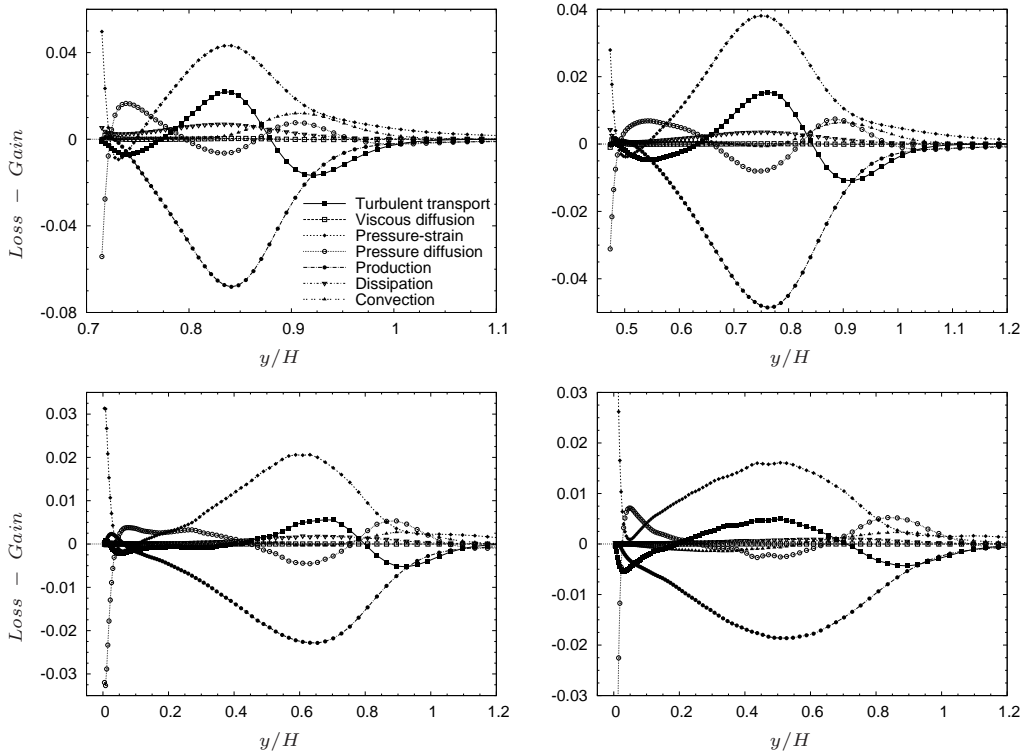 0.04
0
-0.04
-0.08
Loss − Gain
0.7 0.8 0.9 1 1.1
y/H
Turbulent transport
Viscous diffusion
Pressure-strain
Pressure diffusion
Production
Dissipation
Convection
0.04
0.02
0
-0.02
-0.04
0.5 0.6 0.7 0.8 0.9 1 1.1 1.2
y/H
0.03
0.02
0.01
0
-0.01
-0.02
-0.03
Loss − Gain
0 0.2 0.4 0.6 0.8 1 1.2
y/H
0.03
0.02
0.01
0
-0.01
-0.02
-0.03
0 0.2 0.4 0.6 0.8 1 1.2
y/H